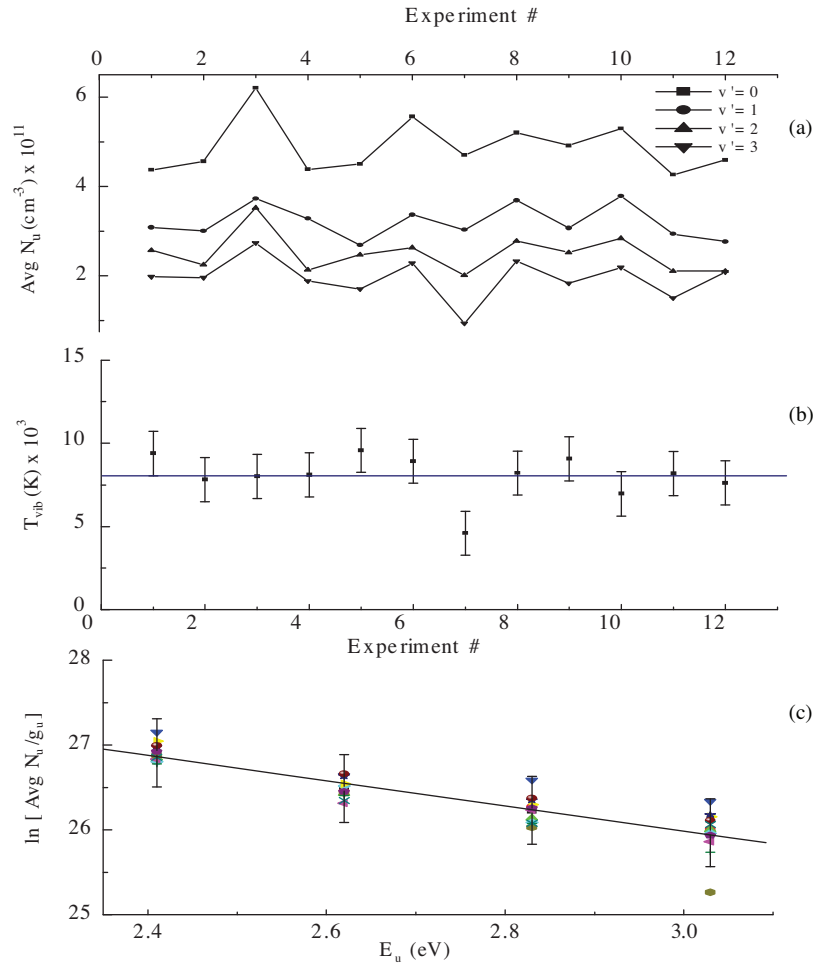 Experiment #
0 2 4 6 8 10 12
6
4
2
Avg N_u (cm^-3) x 10^11
v'= 0
v'= 1
v'= 2
v'= 3
(a)
15
10
5
0
T_vib (K) x 10^3
(b)
0 2 4 6 8 10 12
Experiment #
28
27
26
25
ln [ Avg N_u/g_u ]
(c)
2.4 2.6 2.8 3.0
E_u (eV)